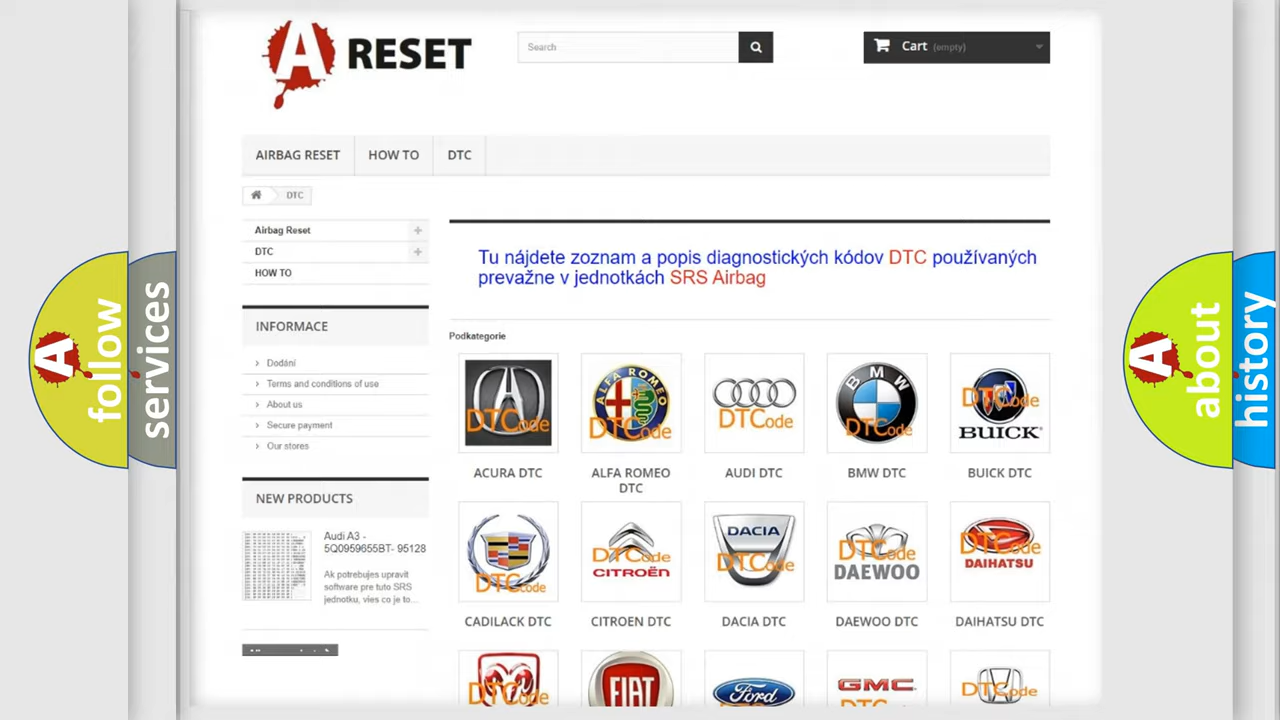 A RESET
Search
Cart (empty)
AIRBAG RESET
HOW TO
DTC
DTC
Airbag Reset
DTC
HOW TO
INFORMACE
Dodání
Terms and conditions of use
About us
Secure payment
Our stores
NEW PRODUCTS
Audi A3 -
5Q0959655BT- 95128
Ak potrebujes upravit
software pre tuto SRS
jednotku, vies co je to...
Tu nájdete zoznam a popis diagnostických kódov DTC používaných
prevažne v jednotkách SRS Airbag
Podkategorie
DTCode
ALFA ROMEO
DTCode
DTCode
BMW
DTCode
DTCode
BUICK
ACURA DTC
ALFA ROMEO
DTC
AUDI DTC
BMW DTC
BUICK DTC
DTCode
DTCode
CITROËN
DACIA
DTCode
DTCode
DAEWOO
DTCode
DAIHATSU
CADILACK DTC
CITROEN DTC
DACIA DTC
DAEWOO DTC
DAIHATSU DTC
DTCode
FIAT
Ford
GMC
DTCode
A follow
services
A about
history